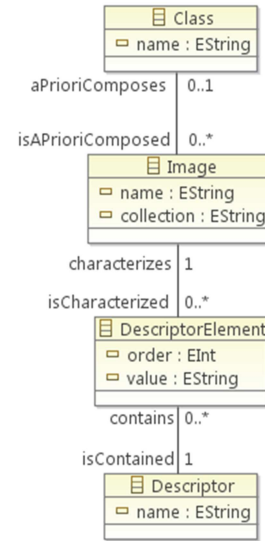 Class
name : EString
aPrioriComposes 0..1
isAPrioriComposed 0..*
Image
name : EString
collection : EString
characterizes 1
isCharacterized 0..*
DescriptorElement
order : EInt
value : EString
contains 0..*
isContained 1
Descriptor
name : EString